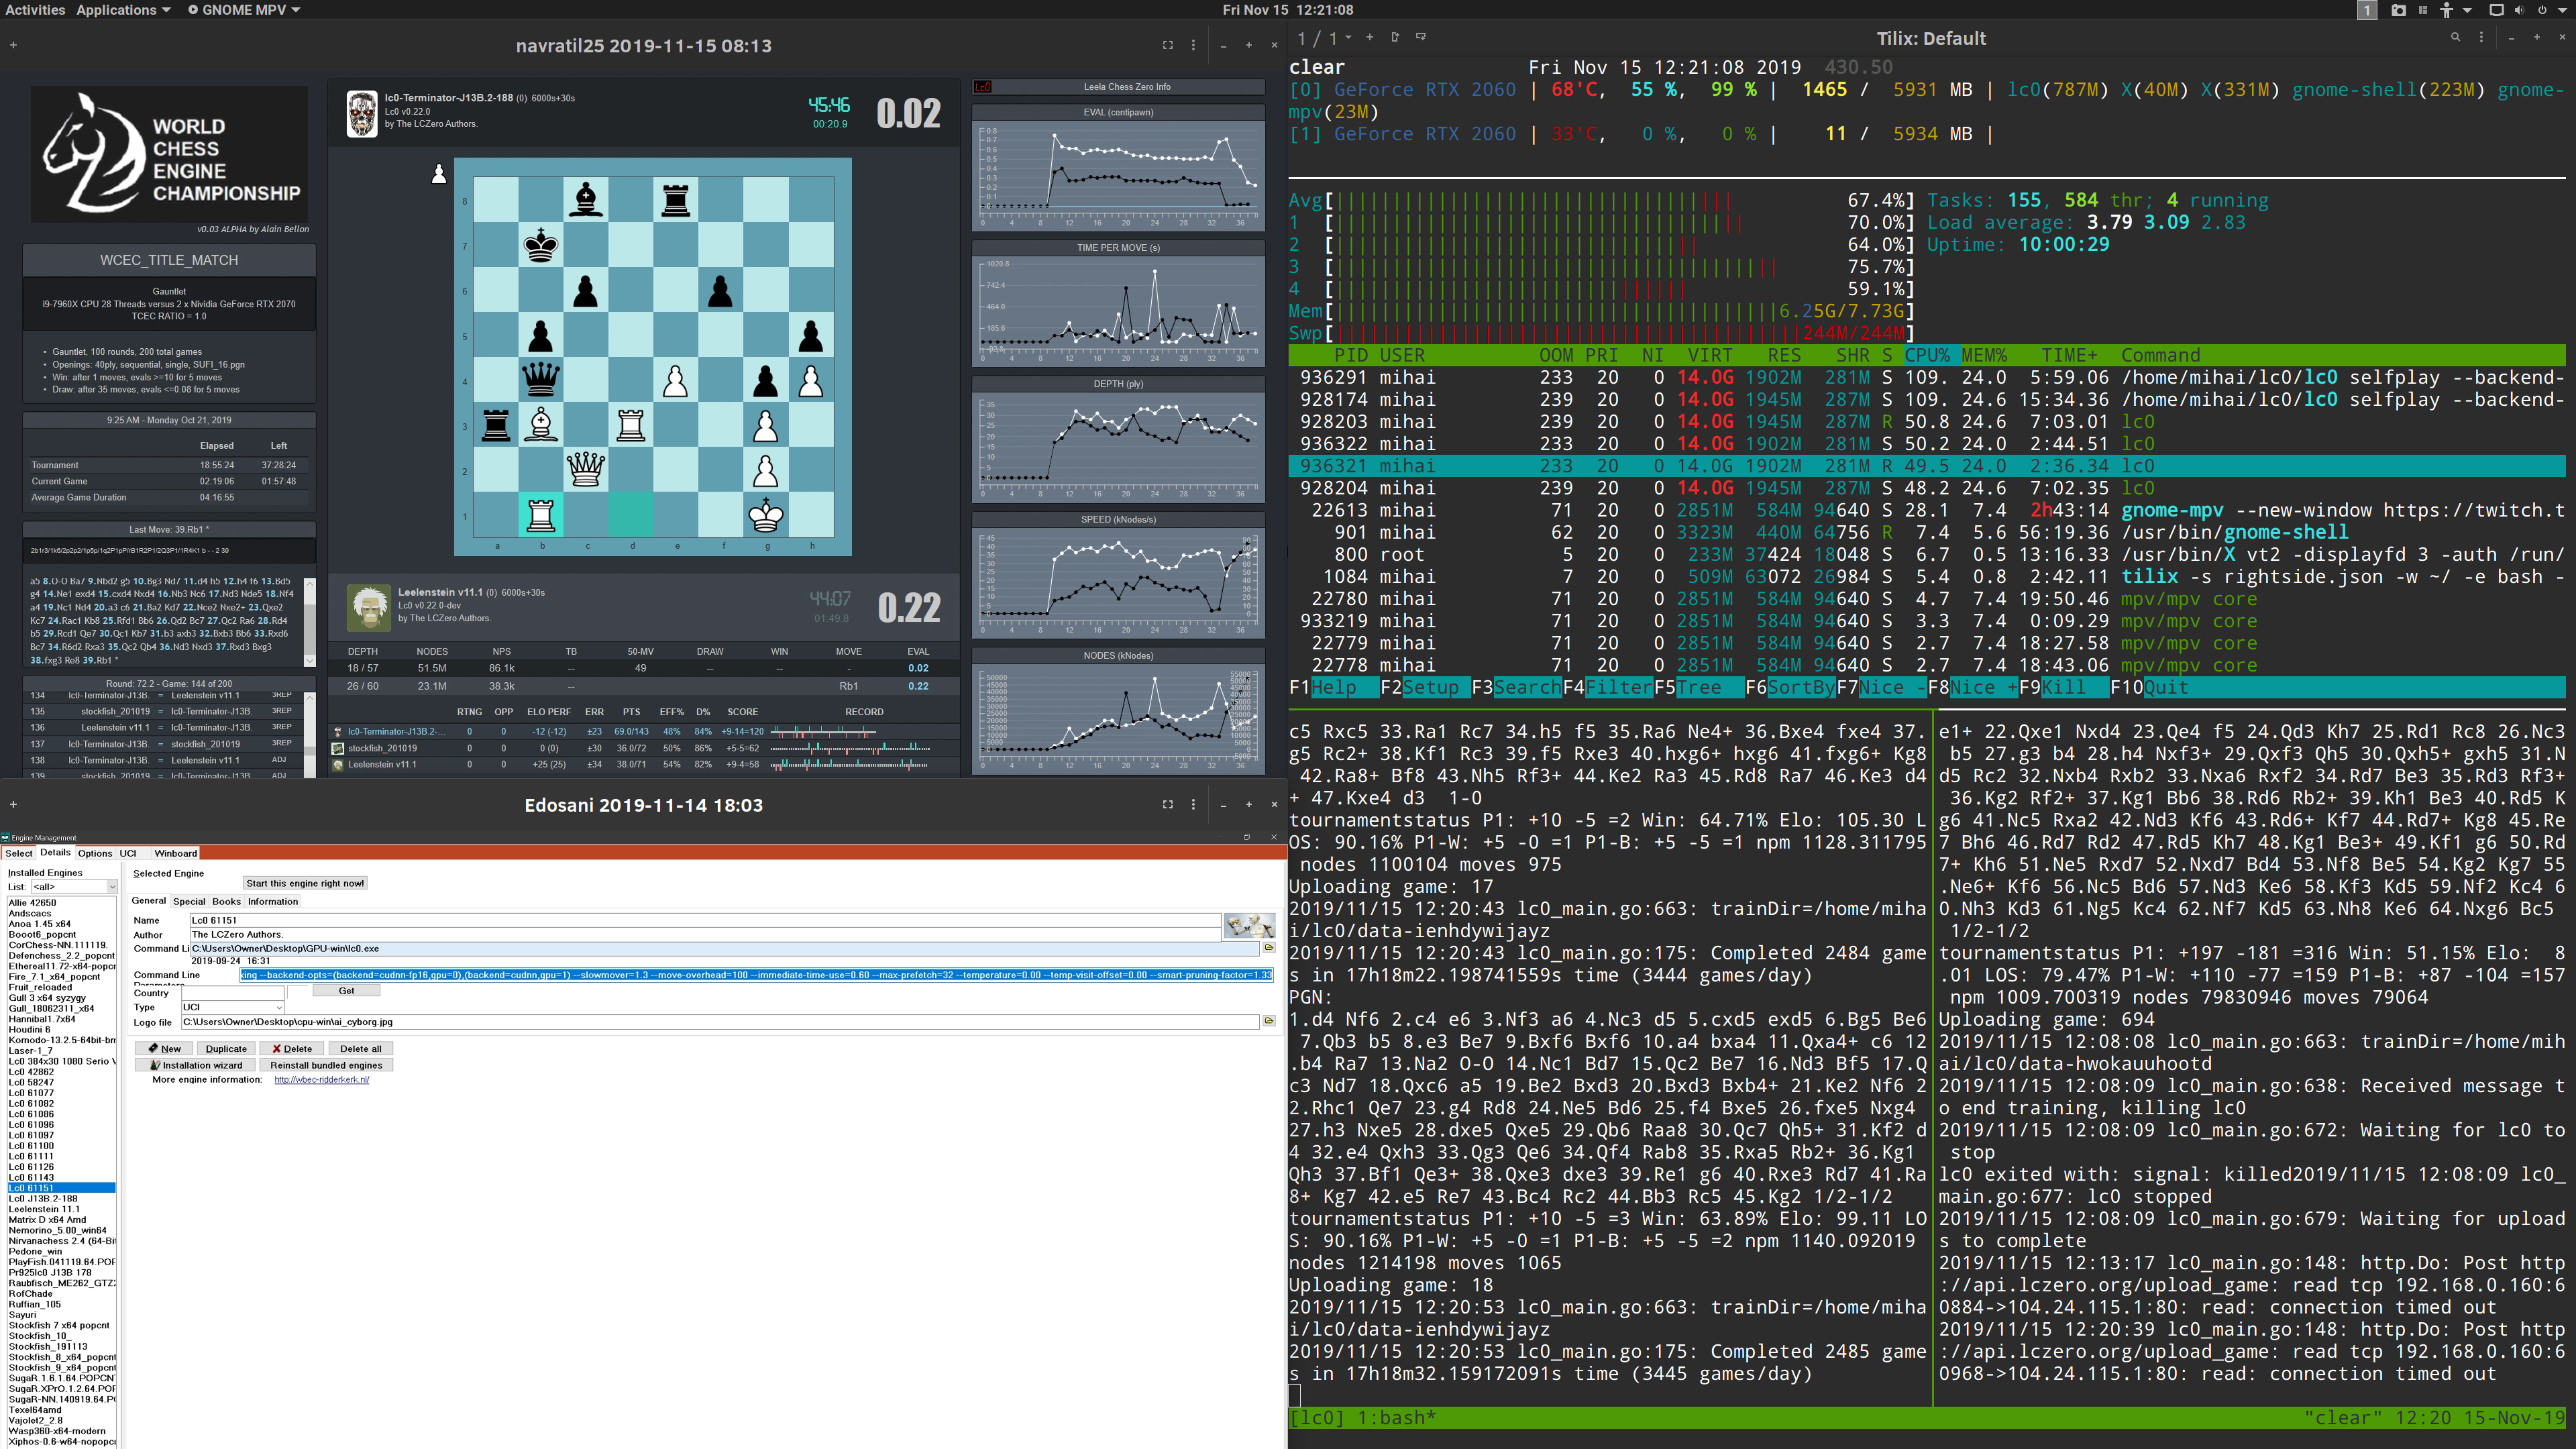 Activities Applications GNOME MPV
Fri Nov 15 12:21:08
1
navratil25 2019-11-15 08:13
WORLD
CHESS
ENGINE
CHAMPIONSHIP
v0.03 ALPHA by Alain Bellon
WCEC_TITLE_MATCH
Gauntlet
i9-7960X CPU 28 Threads versus 2 x Nvidia GeForce RTX 2070
TCEC RATIO = 1.0
• Gauntlet, 100 rounds, 200 total games
• Openings: 40ply, sequential, single, SUFI_16.pgn
• Win: after 1 moves, evals >=10 for 5 moves
• Draw: after 35 moves, evals <=0.08 for 5 moves
9:25 AM - Monday Oct 21, 2019
Elapsed Left
Tournament 18:55:24 37:28:24
Current Game 02:19:06 01:57:48
Average Game Duration 04:16:55
Last Move: 39.Rb1 *
2b1r3/1k6/2p2p2/1p5p/1q2P1pP/rB1R2P1/2Q3P1/1R4K1 b - - 2 39
a5 8.O-O Ba7 9.Nbd2 g5 10.Bg3 Nd7 11.d4 h5 12.h4 f6 13.Bd5
g4 14.Ne1 exd4 15.cxd4 Nxd4 16.Nb3 Nc6 17.Nd3 Nde5 18.Nf4
a4 19.Nc1 Nd4 20.a3 c6 21.Ba2 Kd7 22.Nce2 Nxe2+ 23.Qxe2
Kc7 24.Rac1 Kb8 25.Rfd1 Bb6 26.Qd2 Bc7 27.Qc2 Ra6 28.Rd4
b5 29.Rcd1 Qe7 30.Qc1 Kb7 31.b3 axb3 32.Bxb3 Bb6 33.Rxd6
Bc7 34.R6d2 Rxa3 35.Qc2 Qb4 36.Nd3 Nxd3 37.Rxd3 Bxg3
38.fxg3 Re8 39.Rb1 *
Round: 72.2 - Game: 144 of 200
134 lc0-Terminator-J13B. = Leelenstein v11.1 3REP
135 stockfish_201019 = lc0-Terminator-J13B. 3REP
136 Leelenstein v11.1 = lc0-Terminator-J13B. 3REP
137 lc0-Terminator-J13B. = stockfish_201019 3REP
138 lc0-Terminator-J13B. = Leelenstein v11.1 ADJ
139 stockfish_201019 = lc0-Terminator-J13B. ADJ
lc0-Terminator-J13B.2-188 (0) 6000s+30s
Lc0 v0.22.0
by The LCZero Authors.
45:46
00:20.9
0.02
8
7
6
5
4
3
2
1
a b c d e f g h
Leelenstein v11.1 (0) 6000s+30s
Lc0 v0.22.0-dev
by The LCZero Authors.
44:07
01:49.8
0.22
DEPTH NODES NPS TB 50-MV DRAW WIN MOVE EVAL
18 / 57 51.5M 86.1k -- 49 -- -- - 0.02
26 / 60 23.1M 38.3k -- Rb1 0.22
RTNG OPP ELO PERF ERR PTS EFF% D% SCORE RECORD
lc0-Terminator-J13B.2-... 0 0 -12 (-12) ±23 69.0/143 48% 84% +9-14=120
stockfish_201019 0 0 0 (0) ±30 36.0/72 50% 86% +5-5=62
Leelenstein v11.1 0 0 +25 (25) ±34 38.0/71 54% 82% +9-4=58
Lc0 Leela Chess Zero Info
EVAL (centipawn)
TIME PER MOVE (s)
DEPTH (ply)
SPEED (kNodes/s)
NODES (kNodes)
Edosani 2019-11-14 18:03
Engine Management
Select Details Options UCI Winboard
Installed Engines
List: <all>
Allie 42650
Andscacs
Anoa 1.45 x64
Booot6_popcnt
CorChess-NN.111119.
Defenchess_2.2_popcnt
Ethereal11.72-x64-popcr
Fire_7.1_x64_popcnt
Fruit_reloaded
Gull 3 x64 syzygy
Gull_18062311_x64
Hannibal1.7x64
Houdini 6
Komodo-13.2.5-64bit-bm
Laser-1_7
Lc0 384x30 1080 Serio V
Lc0 42862
Lc0 58247
Lc0 61077
Lc0 61082
Lc0 61086
Lc0 61096
Lc0 61097
Lc0 61100
Lc0 61111
Lc0 61126
Lc0 61143
Lc0 61151
Lc0 J13B.2-188
Leelenstein 11.1
Matrix D x64 Amd
Nemorino_5.00_win64
Nirvanachess 2.4 (64-Bit
Pedone_win
PlayFish.041119.64.POP
Pr925lc0 J13B 178
Raubfisch_ME262_GTZ2
RofChade
Ruffian_105
Sayuri
Stockfish 7 x64 popcnt
Stockfish_10_
Stockfish_191113
Stockfish_8_x64_popcnt
Stockfish_9_x64_popcnt
SugaR.1.6.1.64.POPCNT
SugaR.XPrO.1.2.64.POP
SugaR-NN.140919.64.P
Texel64amd
Vajolet2_2.8
Wasp360-x64-modern
Xiphos-0.6-w64-nopopcr
Selected Engine
Start this engine right now!
General Special Books Information
Name Lc0 61151
Author The LCZero Authors.
Command Li C:\Users\Owner\Desktop\GPU-win\lc0.exe
2019-09-24 16:31
Command Line king --backend-opts=(backend=cudnn-fp16,gpu=0),(backend=cudnn,gpu=1) --slowmover=1.3 --move-overhead=100 --immediate-time-use=0.60 --max-prefetch=32 --temperature=0.00 --temp-visit-offset=0.00 --smart-pruning-factor=1.33
Parameters
Country Get
Type UCI
Logo file C:\Users\Owner\Desktop\cpu-win\ai_cyborg.jpg
New Duplicate Delete Delete all
Installation wizard Reinstall bundled engines
More engine information: http://wbec-ridderkerk.nl/
1 / 1
Tilix: Default
clear Fri Nov 15 12:21:08 2019 430.50
[0] GeForce RTX 2060 | 68'C, 55 %, 99 % | 1465 / 5931 MB | lc0(787M) X(40M) X(331M) gnome-shell(223M) gnome-
mpv(23M)
[1] GeForce RTX 2060 | 33'C, 0 %, 0 % | 11 / 5934 MB |
Avg[ 67.4%] Tasks: 155, 584 thr; 4 running
1 [ 70.0%] Load average: 3.79 3.09 2.83
2 [ 64.0%] Uptime: 10:00:29
3 [ 75.7%]
4 [ 59.1%]
Mem[ 6.25G/7.73G]
Swp[ 244M/244M]
PID USER OOM PRI NI VIRT RES SHR S CPU% MEM% TIME+ Command
936291 mihai 233 20 0 14.0G 1902M 281M S 109. 24.0 5:59.06 /home/mihai/lc0/lc0 selfplay --backend-
928174 mihai 239 20 0 14.0G 1945M 287M S 109. 24.6 15:34.36 /home/mihai/lc0/lc0 selfplay --backend-
928203 mihai 239 20 0 14.0G 1945M 287M R 50.8 24.6 7:03.01 lc0
936322 mihai 233 20 0 14.0G 1902M 281M S 50.2 24.0 2:44.51 lc0
936321 mihai 233 20 0 14.0G 1902M 281M R 49.5 24.0 2:36.34 lc0
928204 mihai 239 20 0 14.0G 1945M 287M S 48.2 24.6 7:02.35 lc0
22613 mihai 71 20 0 2851M 584M 94640 S 28.1 7.4 2h43:14 gnome-mpv --new-window https://twitch.t
901 mihai 62 20 0 3323M 440M 64756 R 7.4 5.6 56:19.36 /usr/bin/gnome-shell
800 root 5 20 0 233M 37424 18048 S 6.7 0.5 13:16.33 /usr/bin/X vt2 -displayfd 3 -auth /run/
1084 mihai 7 20 0 509M 63072 26984 S 5.4 0.8 2:42.11 tilix -s rightside.json -w ~/ -e bash -
22780 mihai 71 20 0 2851M 584M 94640 S 4.7 7.4 19:50.46 mpv/mpv core
933219 mihai 71 20 0 2851M 584M 94640 S 3.3 7.4 0:09.29 mpv/mpv core
22779 mihai 71 20 0 2851M 584M 94640 S 2.7 7.4 18:27.58 mpv/mpv core
22778 mihai 71 20 0 2851M 584M 94640 S 2.7 7.4 18:43.06 mpv/mpv core
F1Help F2Setup F3SearchF4FilterF5Tree F6SortByF7Nice -F8Nice +F9Kill F10Quit
c5 Rxc5 33.Ra1 Rc7 34.h5 f5 35.Ra6 Ne4+ 36.Bxe4 fxe4 37.
g5 Rc2+ 38.Kf1 Rc3 39.f5 Rxe3 40.hxg6+ hxg6 41.fxg6+ Kg8
42.Ra8+ Bf8 43.Nh5 Rf3+ 44.Ke2 Ra3 45.Rd8 Ra7 46.Ke3 d4
+ 47.Kxe4 d3 1-0
tournamentstatus P1: +10 -5 =2 Win: 64.71% Elo: 105.30 L
OS: 90.16% P1-W: +5 -0 =1 P1-B: +5 -5 =1 npm 1128.311795
nodes 1100104 moves 975
Uploading game: 17
2019/11/15 12:20:43 lc0_main.go:663: trainDir=/home/miha
i/lc0/data-ienhdywijayz
2019/11/15 12:20:43 lc0_main.go:175: Completed 2484 game
s in 17h18m22.198741559s time (3444 games/day)
PGN:
1.d4 Nf6 2.c4 e6 3.Nf3 a6 4.Nc3 d5 5.cxd5 exd5 6.Bg5 Be6
7.Qb3 b5 8.e3 Be7 9.Bxf6 Bxf6 10.a4 bxa4 11.Qxa4+ c6 12
.b4 Ra7 13.Na2 O-O 14.Nc1 Bd7 15.Qc2 Be7 16.Nd3 Bf5 17.Q
c3 Nd7 18.Qxc6 a5 19.Be2 Bxd3 20.Bxd3 Bxb4+ 21.Ke2 Nf6 2
2.Rhc1 Qe7 23.g4 Rd8 24.Ne5 Bd6 25.f4 Bxe5 26.fxe5 Nxg4
27.h3 Nxe5 28.dxe5 Qxe5 29.Qb6 Raa8 30.Qc7 Qh5+ 31.Kf2 d
4 32.e4 Qxh3 33.Qg3 Qe6 34.Qf4 Rab8 35.Rxa5 Rb2+ 36.Kg1
Qh3 37.Bf1 Qe3+ 38.Qxe3 dxe3 39.Re1 g6 40.Rxe3 Rd7 41.Ra
8+ Kg7 42.e5 Re7 43.Bc4 Rc2 44.Bb3 Rc5 45.Kg2 1/2-1/2
tournamentstatus P1: +10 -5 =3 Win: 63.89% Elo: 99.11 LO
S: 90.16% P1-W: +5 -0 =1 P1-B: +5 -5 =2 npm 1140.092019
nodes 1214198 moves 1065
Uploading game: 18
2019/11/15 12:20:53 lc0_main.go:663: trainDir=/home/miha
i/lc0/data-ienhdywijayz
2019/11/15 12:20:53 lc0_main.go:175: Completed 2485 game
s in 17h18m32.159172091s time (3445 games/day)
e1+ 22.Qxe1 Nxd4 23.Qe4 f5 24.Qd3 Kh7 25.Rd1 Rc8 26.Nc3
b5 27.g3 b4 28.h4 Nxf3+ 29.Qxf3 Qh5 30.Qxh5+ gxh5 31.N
d5 Rc2 32.Nxb4 Rxb2 33.Nxa6 Rxf2 34.Rd7 Be3 35.Rd3 Rf3+
36.Kg2 Rf2+ 37.Kg1 Bb6 38.Rd6 Rb2+ 39.Kh1 Be3 40.Rd5 K
g6 41.Nc5 Rxa2 42.Nd3 Kf6 43.Rd6+ Kf7 44.Rd7+ Kg8 45.Re
7 Bh6 46.Rd7 Rd2 47.Rd5 Kh7 48.Kg1 Be3+ 49.Kf1 g6 50.Rd
7+ Kh6 51.Ne5 Rxd7 52.Nxd7 Bd4 53.Nf8 Be5 54.Kg2 Kg7 55
.Ne6+ Kf6 56.Nc5 Bd6 57.Nd3 Ke6 58.Kf3 Kd5 59.Nf2 Kc4 6
0.Nh3 Kd3 61.Ng5 Kc4 62.Nf7 Kd5 63.Nh8 Ke6 64.Nxg6 Bc5
1/2-1/2
tournamentstatus P1: +197 -181 =316 Win: 51.15% Elo: 8
.01 LOS: 79.47% P1-W: +110 -77 =159 P1-B: +87 -104 =157
npm 1009.700319 nodes 79830946 moves 79064
Uploading game: 694
2019/11/15 12:08:08 lc0_main.go:663: trainDir=/home/mih
ai/lc0/data-hwokauuhootd
2019/11/15 12:08:09 lc0_main.go:638: Received message t
o end training, killing lc0
2019/11/15 12:08:09 lc0_main.go:672: Waiting for lc0 to
stop
lc0 exited with: signal: killed2019/11/15 12:08:09 lc0_
main.go:677: lc0 stopped
2019/11/15 12:08:09 lc0_main.go:679: Waiting for upload
s to complete
2019/11/15 12:13:17 lc0_main.go:148: http.Do: Post http
://api.lczero.org/upload_game: read tcp 192.168.0.160:6
0884->104.24.115.1:80: read: connection timed out
2019/11/15 12:20:39 lc0_main.go:148: http.Do: Post http
://api.lczero.org/upload_game: read tcp 192.168.0.160:6
0968->104.24.115.1:80: read: connection timed out
[lc0] 1:bash* "clear" 12:20 15-Nov-19